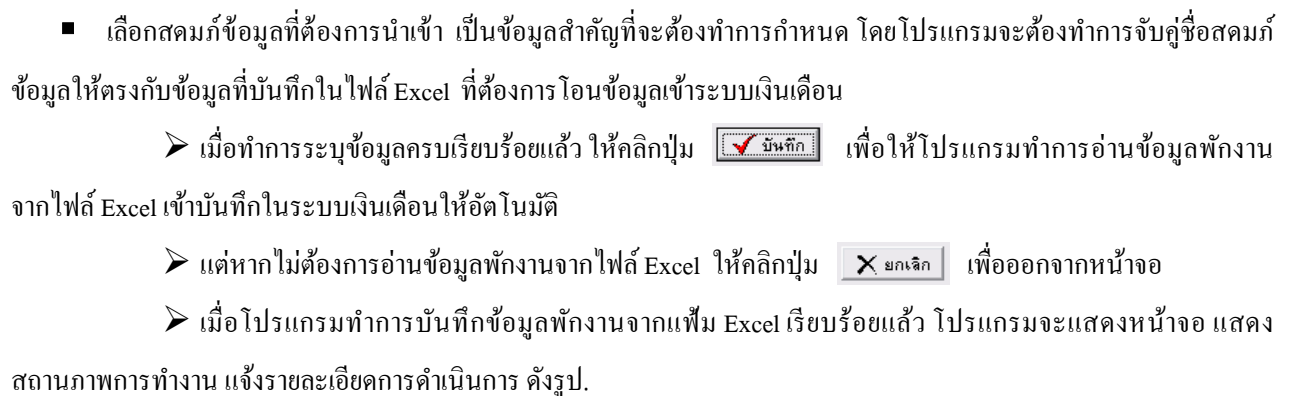 ▪ เลือกสดมภ์ข้อมูลที่ต้องการนำเข้า เป็นข้อมูลสำคัญที่จะต้องทำการกำหนด โดยโปรแกรมจะต้องทำการจับคู่ชื่อสดมภ์
ข้อมูลให้ตรงกับข้อมูลที่บันทึกในไฟล์ Excel ที่ต้องการโอนข้อมูลเข้าระบบเงินเดือน
➢ เมื่อทำการระบุข้อมูลครบเรียบร้อยแล้ว ให้คลิกปุ่ม บันทึก เพื่อให้โปรแกรมทำการอ่านข้อมูลพักงาน
จากไฟล์ Excel เข้าบันทึกในระบบเงินเดือนให้อัตโนมัติ
➢ แต่หากไม่ต้องการอ่านข้อมูลพักงานจากไฟล์ Excel ให้คลิกปุ่ม ยกเลิก เพื่อออกจากหน้าจอ
➢ เมื่อโปรแกรมทำการบันทึกข้อมูลพักงานจากแฟ้ม Excel เรียบร้อยแล้ว โปรแกรมจะแสดงหน้าจอ แสดง
สถานภาพการทำงาน แจ้งรายละเอียดการดำเนินการ ดังรูป.